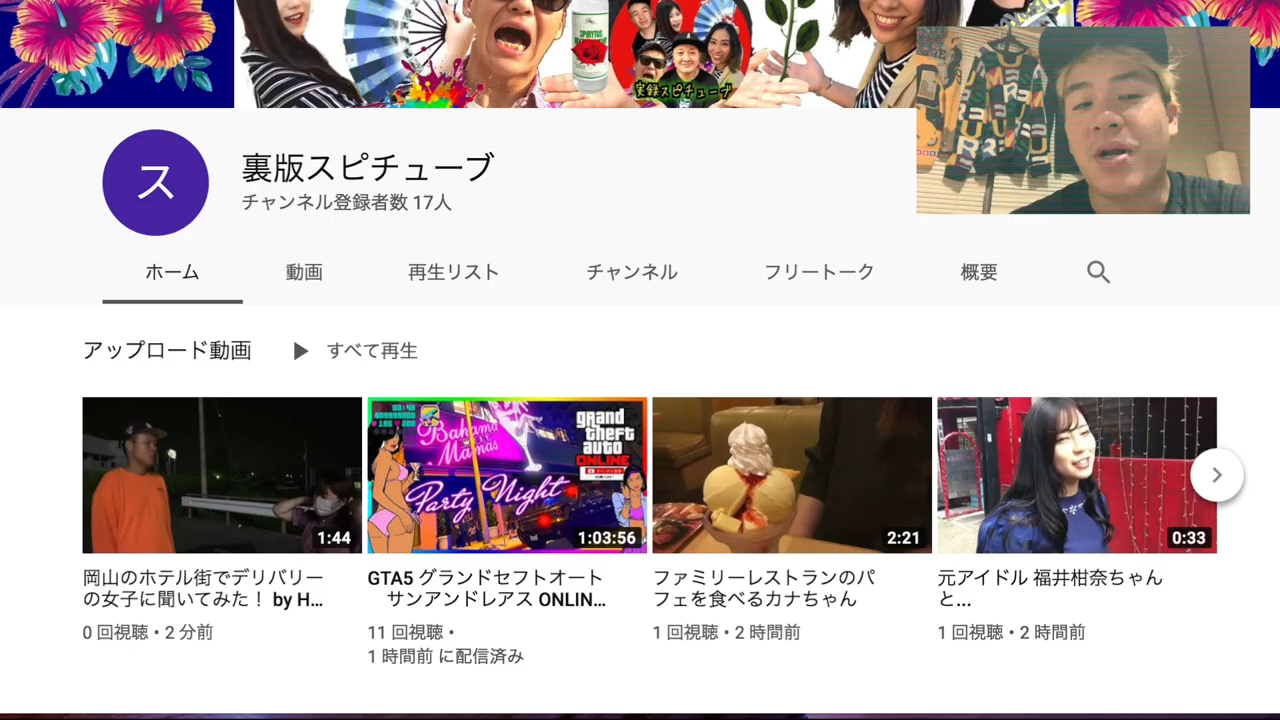 SPIRYTUS
実録スピチューブ
ス
裏版スピチューブ
チャンネル登録者数 17人
ホーム 動画 再生リスト チャンネル フリートーク 概要
アップロード動画 すべて再生
Bahama
Mamas
Party Night
grand
theft
auto
ONLINE
1:44
1:03:56
2:21
0:33
岡山のホテル街でデリバリー
の女子に聞いてみた！ by H...
0 回視聴・2 分前
GTA5 グランドセフトオート
サンアンドレアス ONLIN...
11 回視聴・
1 時間前 に配信済み
ファミリーレストランのパ
フェを食べるカナちゃん
1 回視聴・2 時間前
元アイドル 福井柑奈ちゃん
と...
1 回視聴・2 時間前